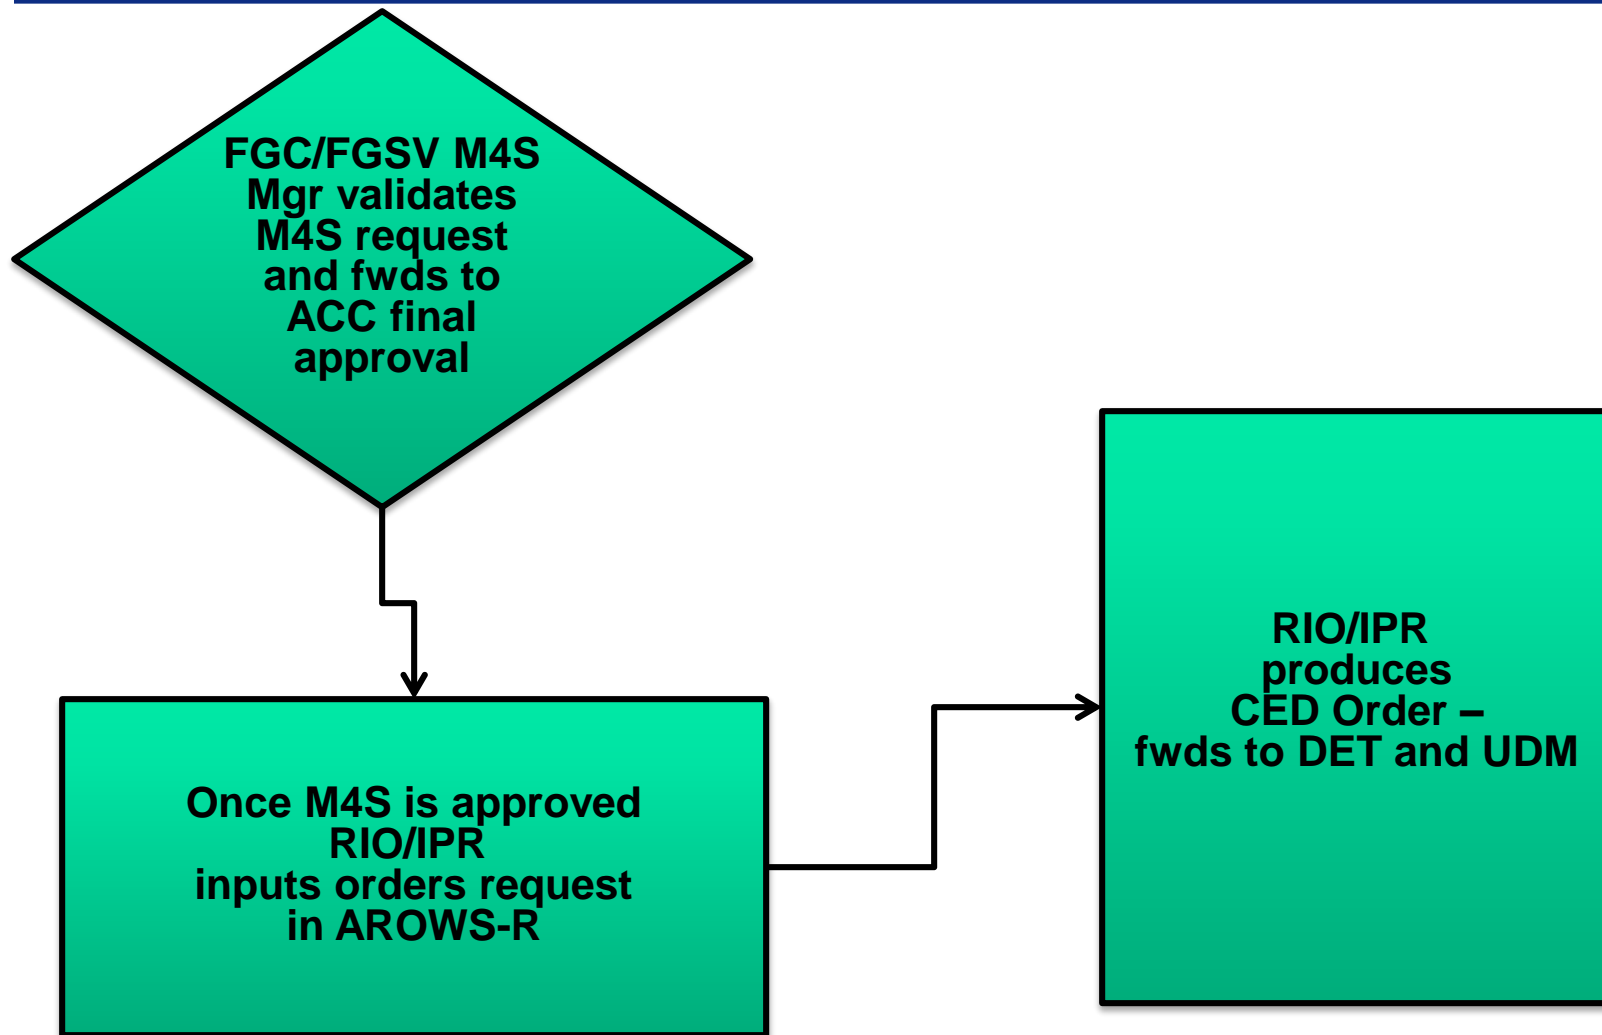 FGC/FGSV M4S
Mgr validates
M4S request
and fwds to
ACC final
approval
Once M4S is approved
RIO/IPR
inputs orders request
in AROWS-R
RIO/IPR
produces
CED Order –
fwds to DET and UDM